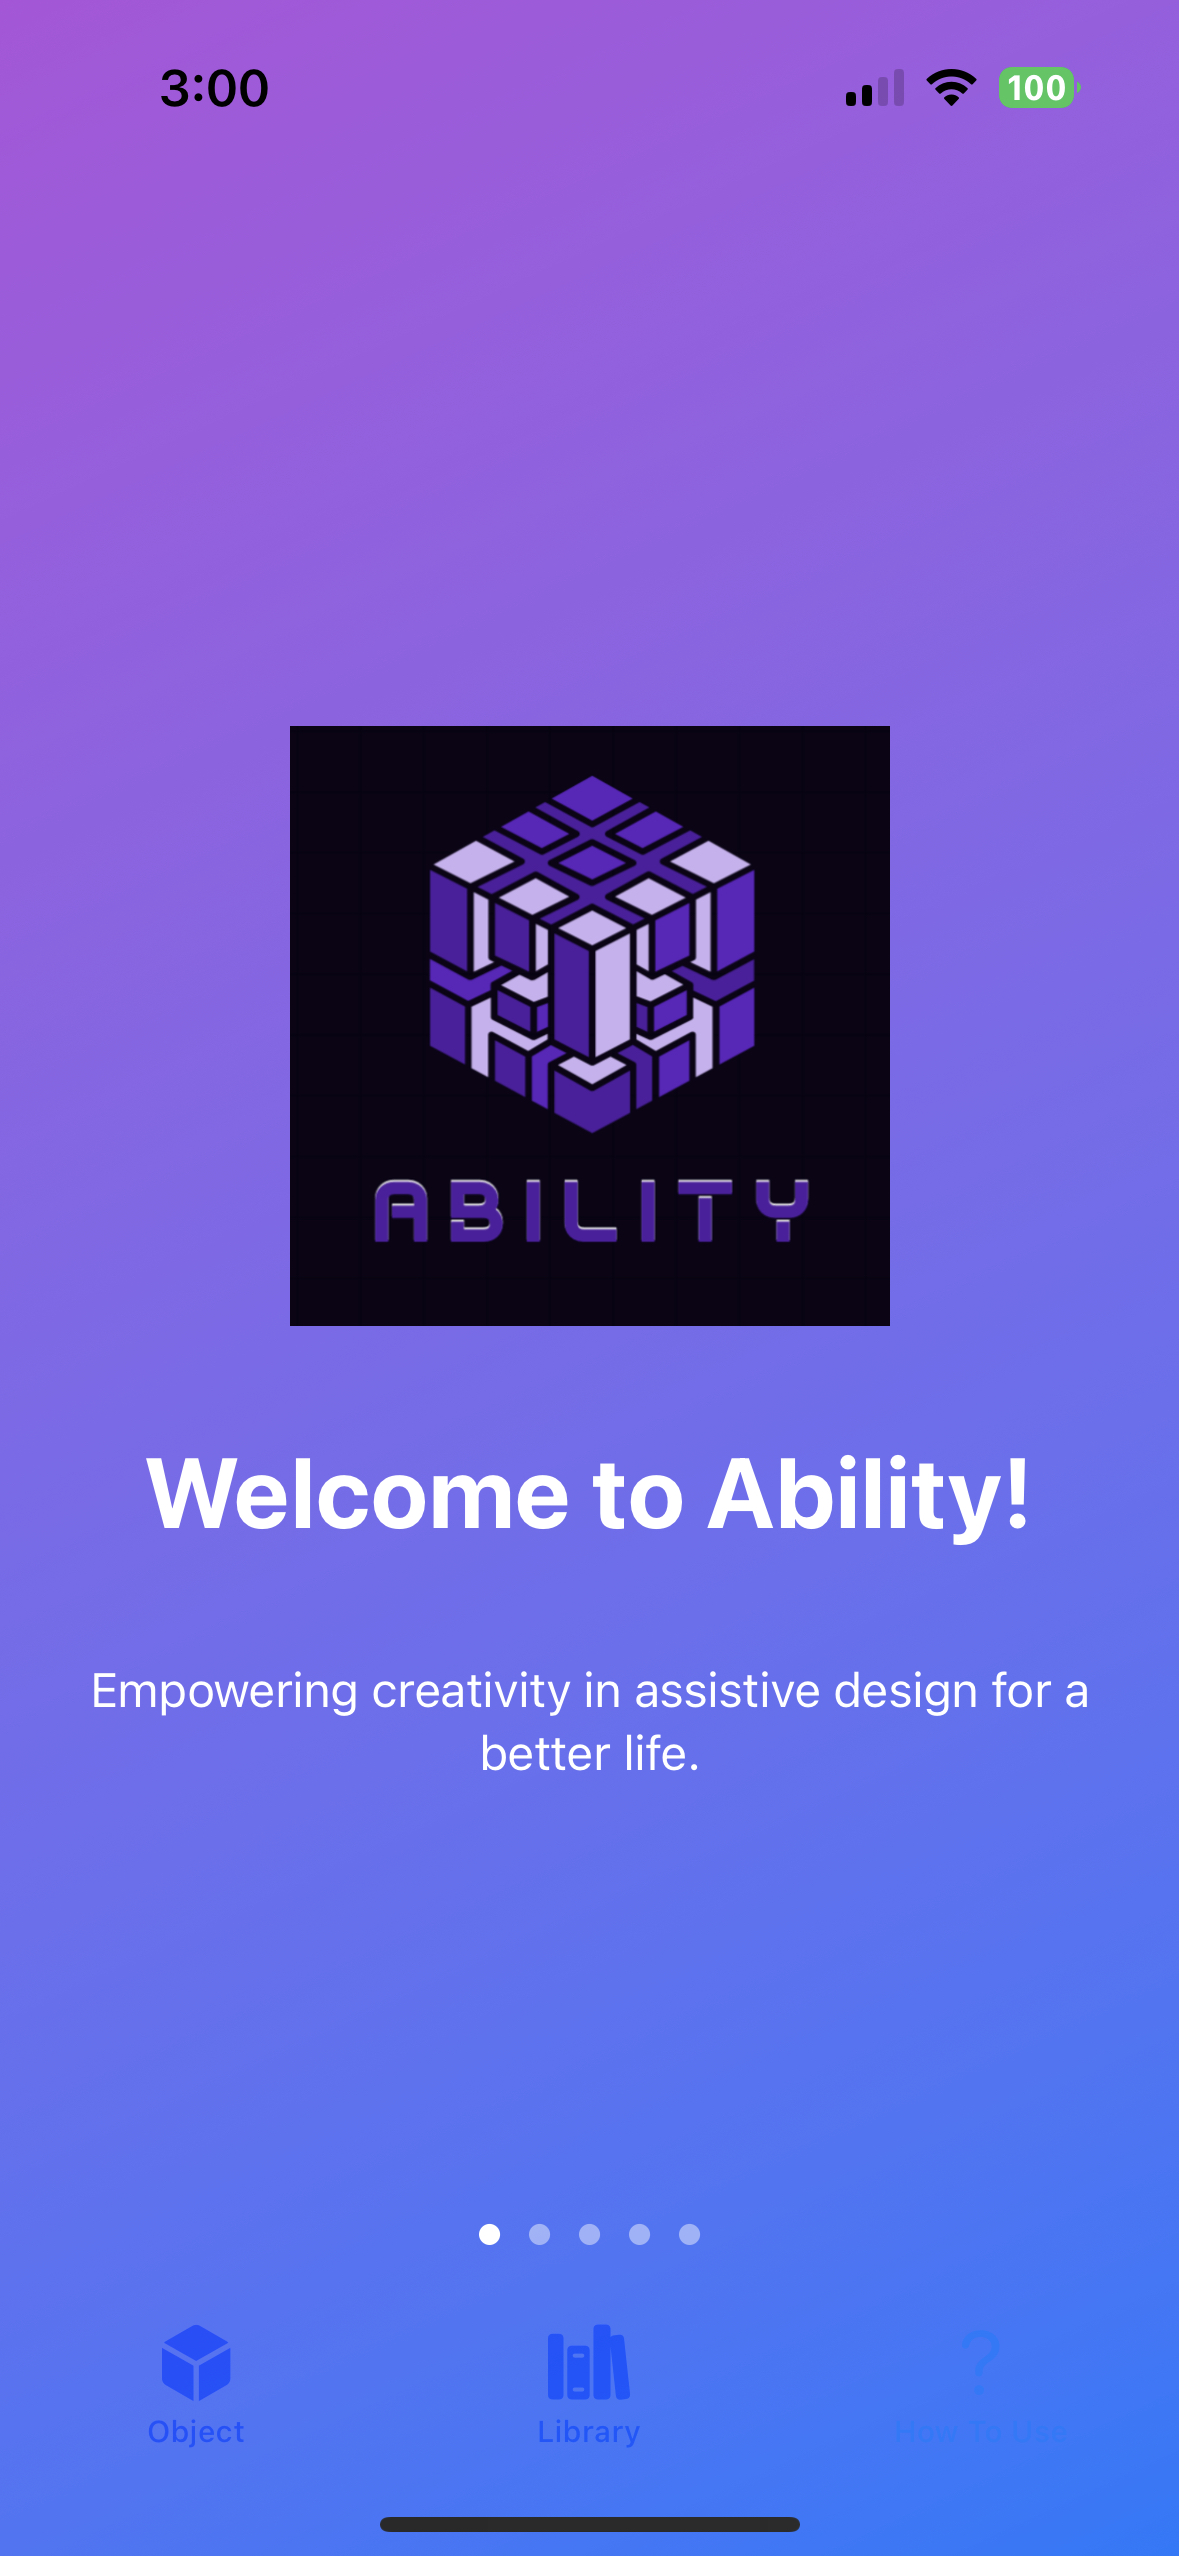 3:00
100
ABILITY
Welcome to Ability!
Empowering creativity in assistive design for a
better life.
Object
Library
How To Use